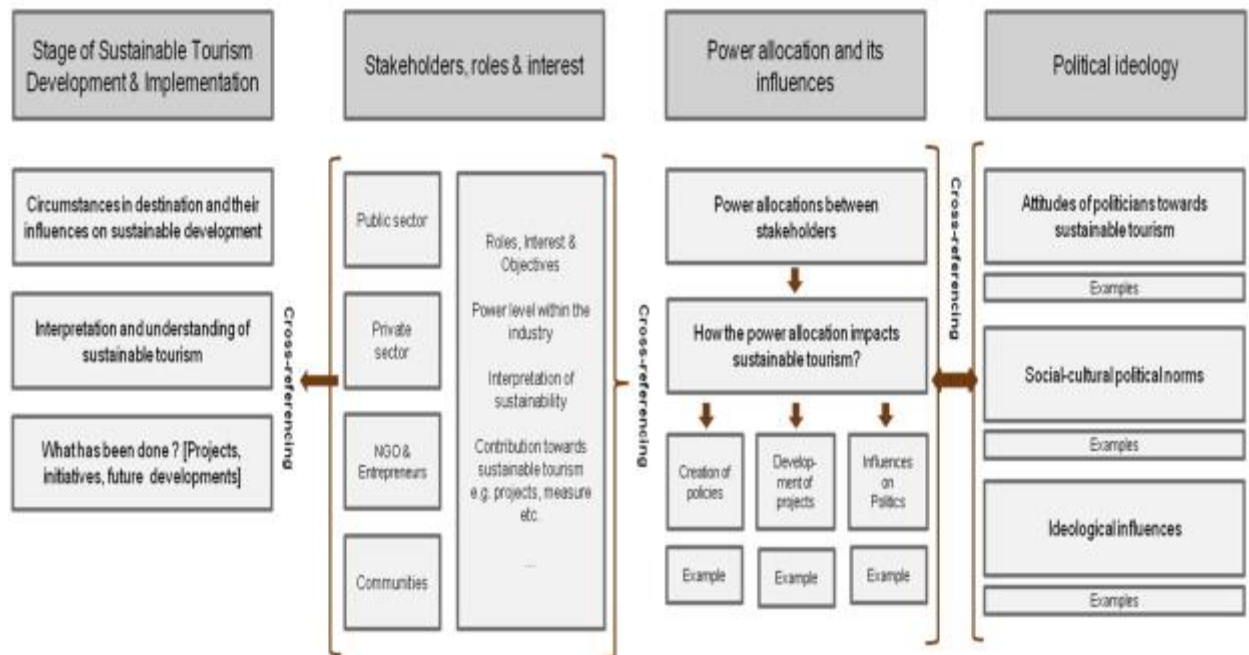 Stage of Sustainable Tourism
Development & Implementation
Stakeholders, roles & interest
Power allocation and its
influences
Political ideology
Circumstances in destination and their
influences on sustainable development
Interpretation and understanding of
sustainable tourism
What has been done ? [Projects,
initiatives, future developments]
Cross-referencing
Public sector
Private
sector
NGO &
Entrepreneurs
Communities
Roles, Interest &
Objectives
Power level within the
industry
Interpretation of
sustainability
Contribution towards
sustainable tourism
e.g. projects, measure
etc.
....
Cross-referencing
Power allocations between
stakeholders
How the power allocation impacts
sustainable tourism?
Creation of
policies
Develop-
ment of
projects
Influences
on
Politics
Example
Example
Example
Cross-referencing
Attitudes of politicians towards
sustainable tourism
Examples
Social-cultural political norms
Examples
Ideological influences
Examples